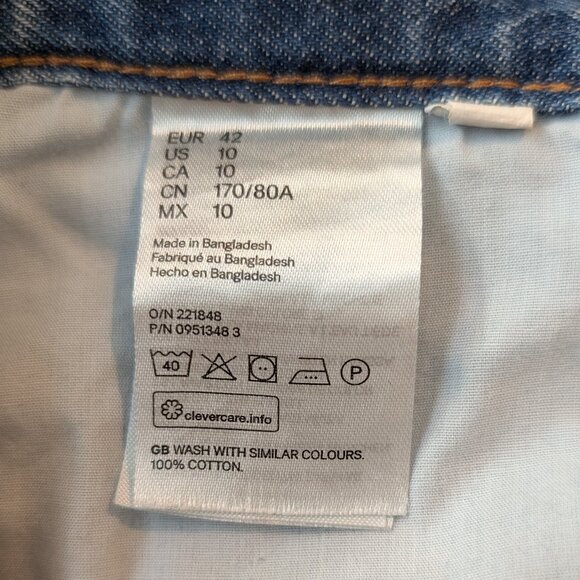 EUR 42
US 10
CA 10
CN 170/80A
MX 10
Made in Bangladesh
Fabriqué au Bangladesh
Hecho en Bangladesh
O/N 221848
P/N 0951348 3
40 P
clevercare.info
GB WASH WITH SIMILAR COLOURS.
100% COTTON.